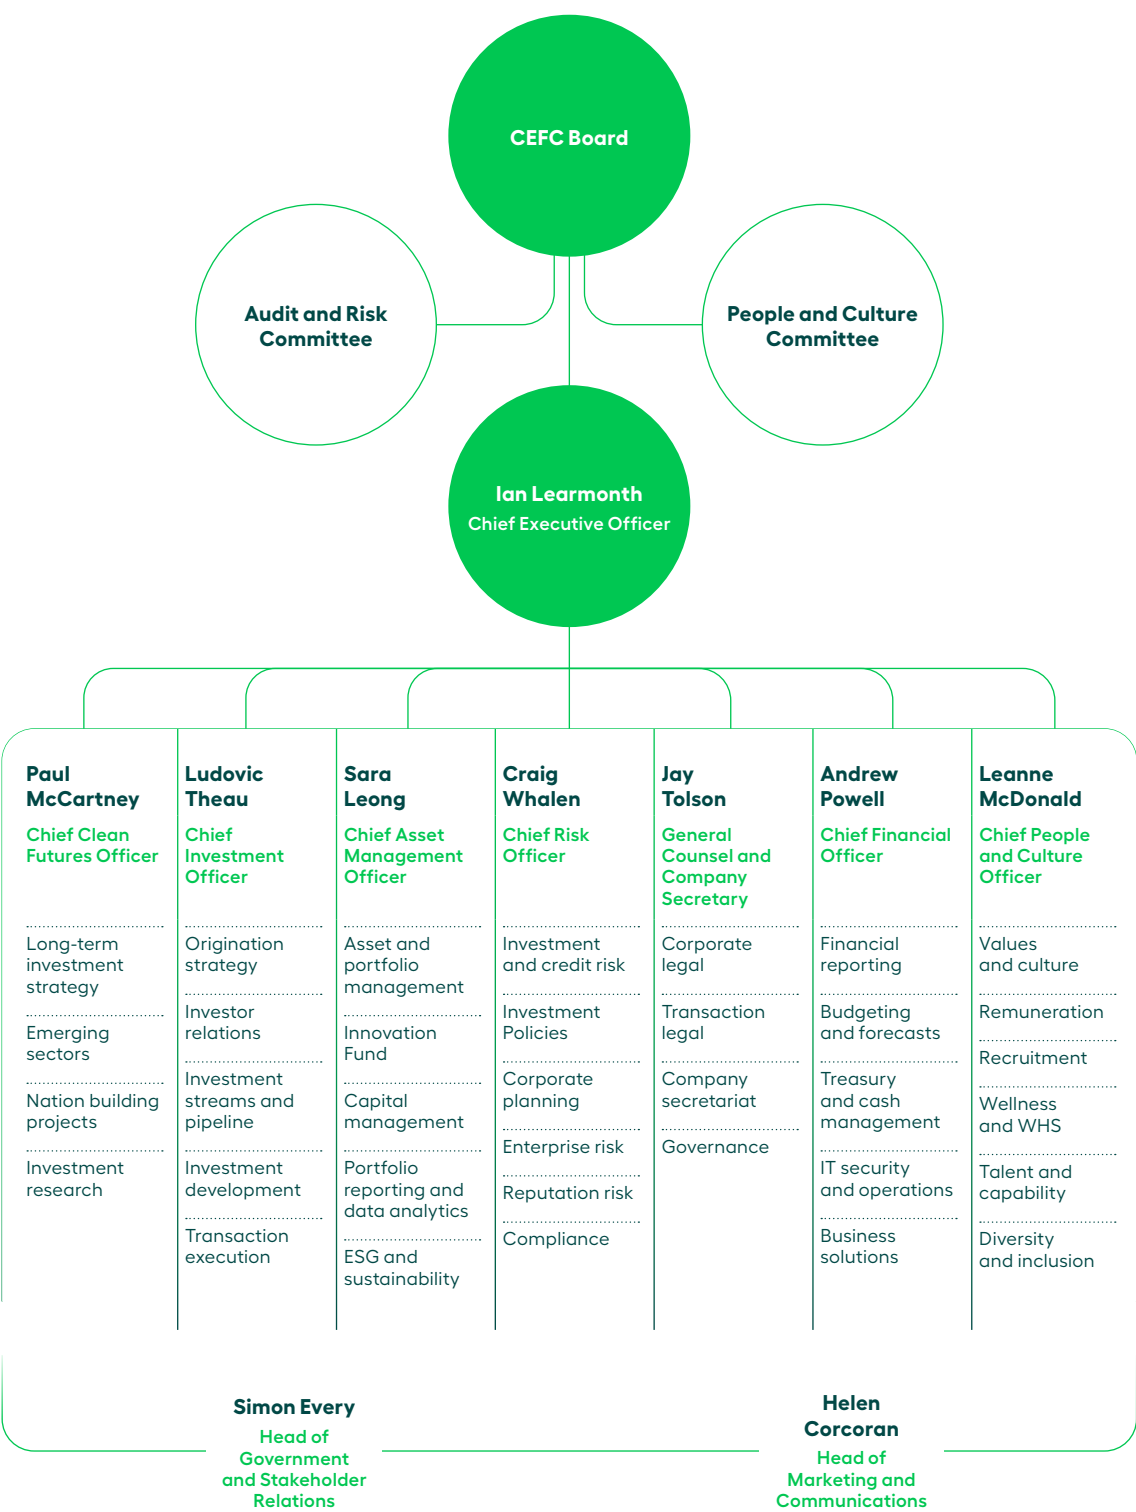 CEFC Board
Audit and Risk
Committee
People and Culture
Committee
Ian Learmonth
Chief Executive Officer
Paul
McCartney
Chief Clean
Futures Officer
Long-term
investment
strategy
Emerging
sectors
Nation building
projects
Investment
research
Ludovic
Theau
Chief
Investment
Officer
Origination
strategy
Investor
relations
Investment
streams and
pipeline
Investment
development
Transaction
execution
Sara
Leong
Chief Asset
Management
Officer
Asset and
portfolio
management
Innovation
Fund
Capital
management
Portfolio
reporting and
data analytics
ESG and
sustainability
Craig
Whalen
Chief Risk
Officer
Investment
and credit risk
Investment
Policies
Corporate
planning
Enterprise risk
Reputation risk
Compliance
Jay
Tolson
General
Counsel and
Company
Secretary
Corporate
legal
Transaction
legal
Company
secretariat
Governance
Andrew
Powell
Chief Financial
Officer
Financial
reporting
Budgeting
and forecasts
Treasury
and cash
management
IT security
and operations
Business
solutions
Leanne
McDonald
Chief People
and Culture
Officer
Values
and culture
Remuneration
Recruitment
Wellness
and WHS
Talent and
capability
Diversity
and inclusion
Simon Every
Head of
Government
and Stakeholder
Relations
Helen
Corcoran
Head of
Marketing and
Communications